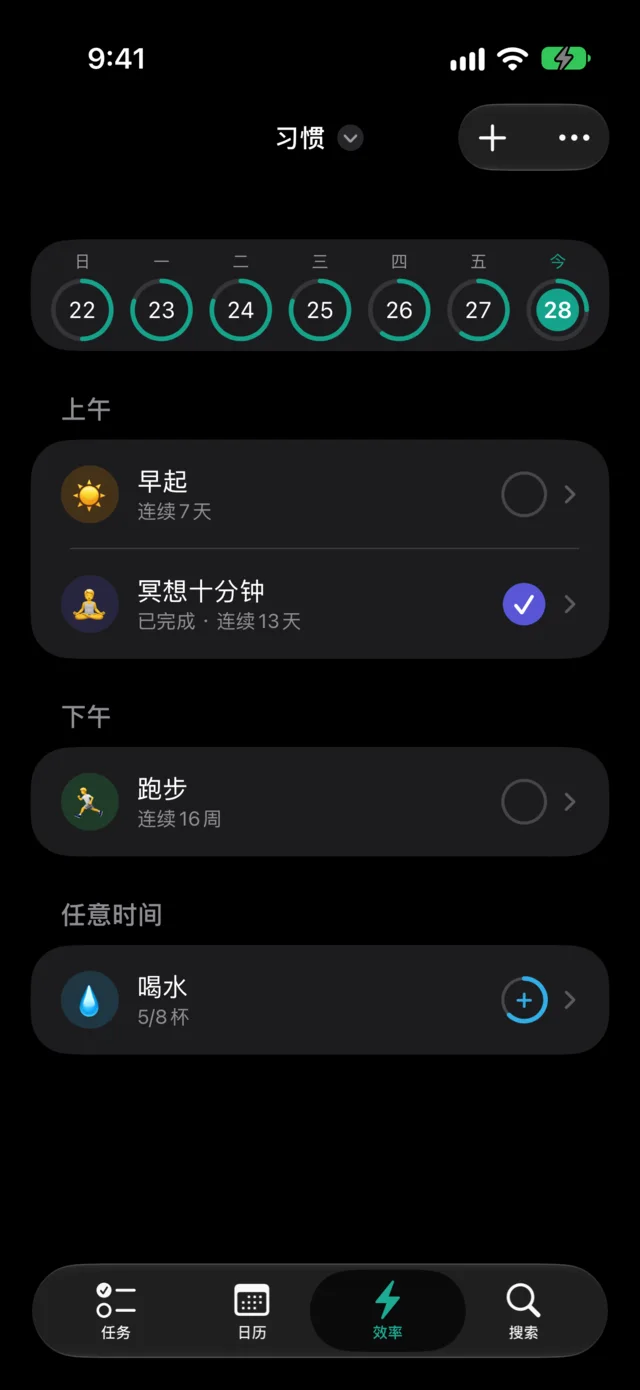 9:41
习惯
日 一 二 三 四 五 今
22 23 24 25 26 27 28
上午
早起
连续7天
冥想十分钟
已完成 · 连续13天
下午
跑步
连续16周
任意时间
喝水
5/8杯
任务 日历 效率 搜索